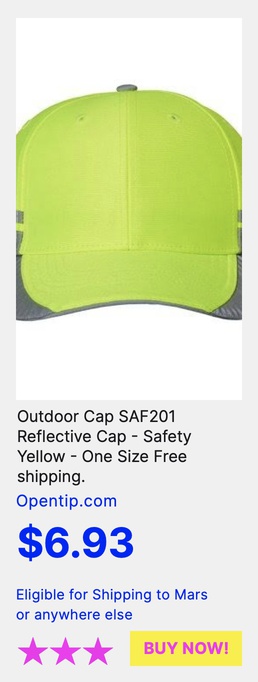 Outdoor Cap SAF201
Reflective Cap - Safety
Yellow - One Size Free
shipping.
Opentip.com
$6.93
Eligible for Shipping to Mars
or anywhere else
BUY NOW!